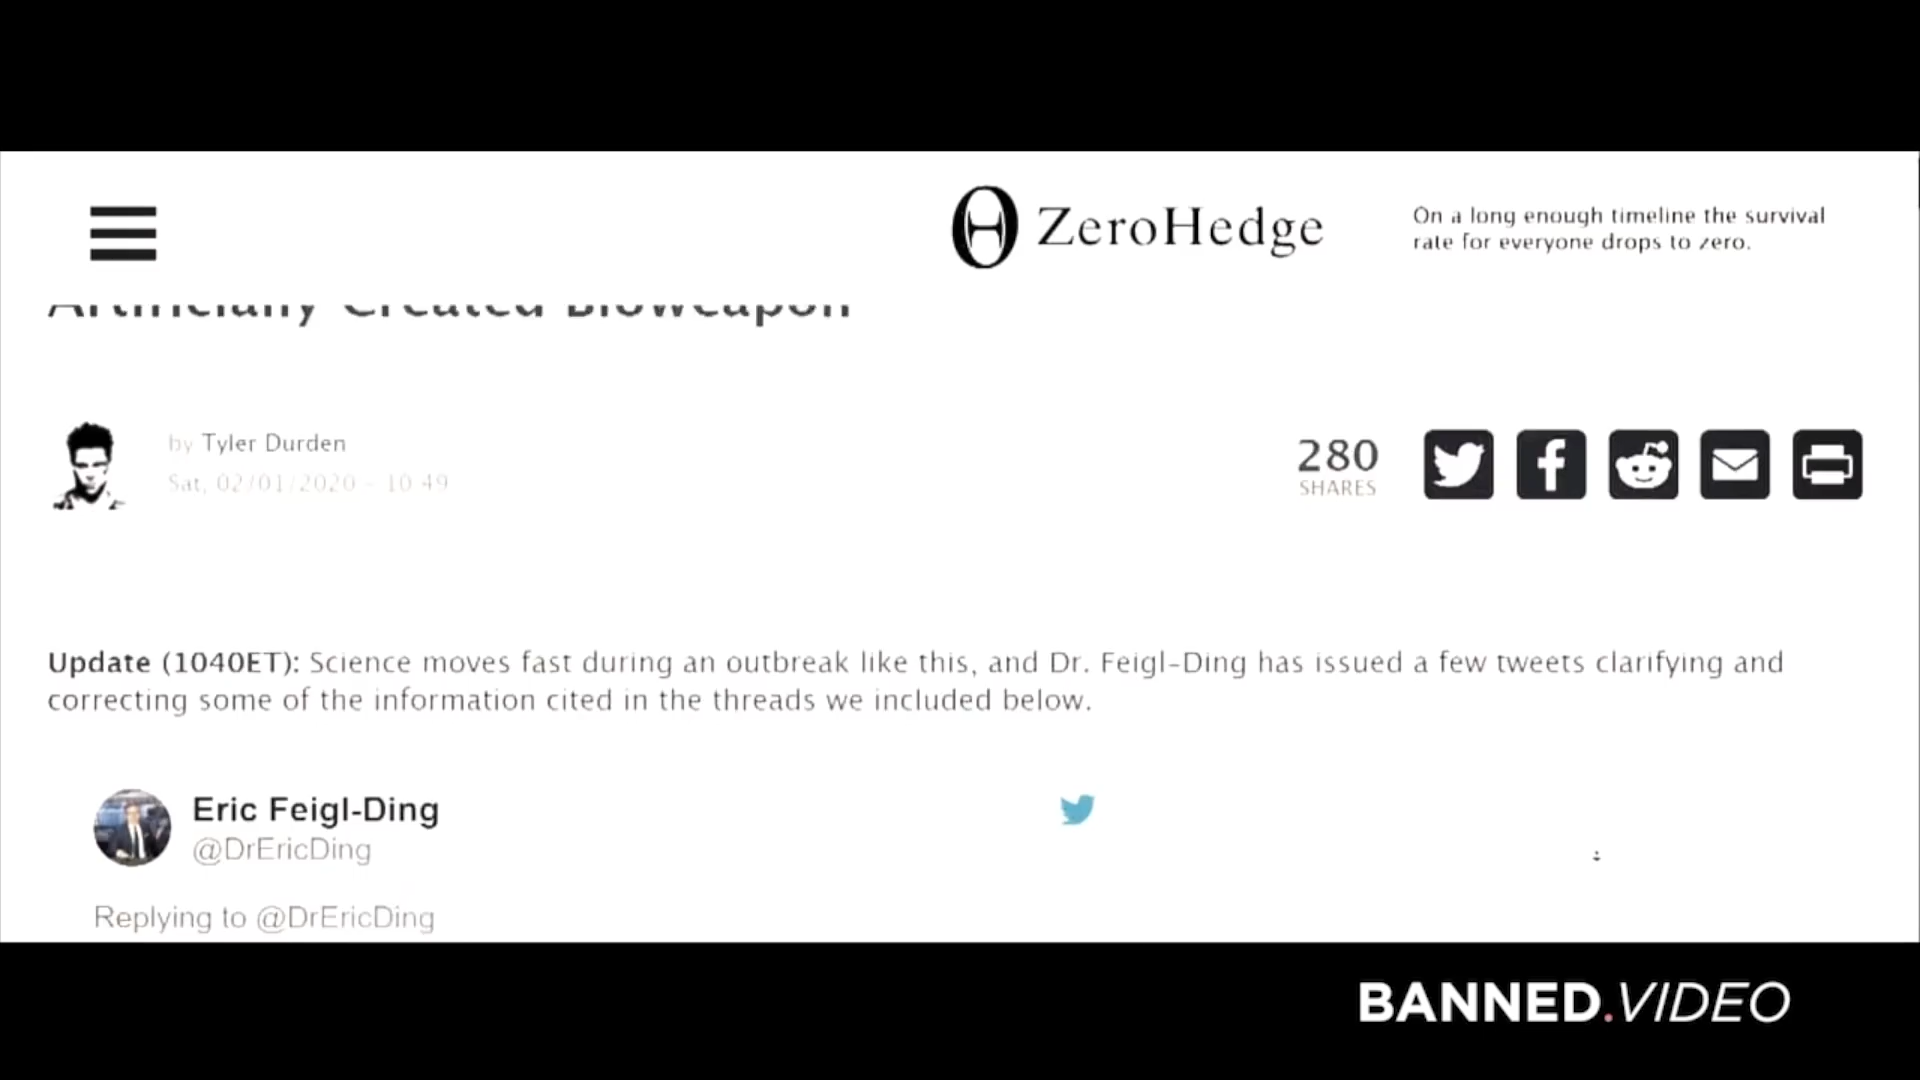 ZeroHedge
On a long enough timeline the survival
rate for everyone drops to zero.
Artificially Created Bioweapon
by Tyler Durden
Sat, 02/01/2020 - 10:49
280
SHARES
Update (1040ET): Science moves fast during an outbreak like this, and Dr. Feigl-Ding has issued a few tweets clarifying and
correcting some of the information cited in the threads we included below.
Eric Feigl-Ding
@DrEricDing
Replying to @DrEricDing
BANNED.VIDEO